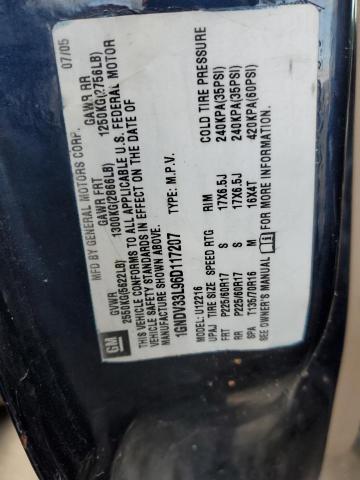 GM
MFD BY GENERAL MOTORS CORP. 07/05
GVWR GAWR FRT GAWR RR
2550KG(5622LB) 1300KG(2866LB) 1250KG(2756LB)
THIS VEHICLE CONFORMS TO ALL APPLICABLE U.S. FEDERAL MOTOR
VEHICLE SAFETY STANDARDS IN EFFECT ON THE DATE OF
MANUFACTURE SHOWN ABOVE.
1GNDV33L96D117207 TYPE: M.P.V.
MODEL: U12216
UPAJ TIRE SIZE SPEED RTG RIM COLD TIRE PRESSURE
FRT P225/60R17 S 17X6.5J 240KPA(35PSI)
RR P225/60R17 S 17X6.5J 240KPA(35PSI)
SPA T135/70R16 M 16X4T 420KPA(60PSI)
SEE OWNER'S MANUAL FOR MORE INFORMATION.